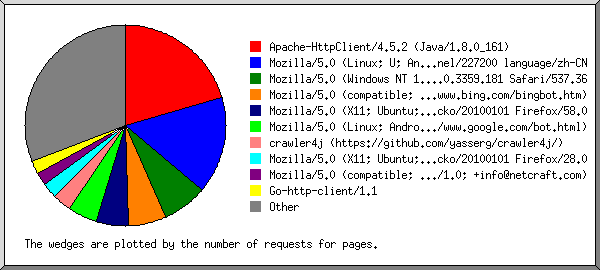 Apache-HttpClient/4.5.2 (Java/1.8.0_161)
Mozilla/5.0 (Linux; U; An...nel/227200 language/zh-CN
Mozilla/5.0 (Windows NT 1....0.3359.181 Safari/537.36
Mozilla/5.0 (compatible; ...www.bing.com/bingbot.htm)
Mozilla/5.0 (X11; Ubuntu;...cko/20100101 Firefox/58.0
Mozilla/5.0 (Linux; Andro.../www.google.com/bot.html)
crawler4j (https://github.com/yasserg/crawler4j/)
Mozilla/5.0 (X11; Ubuntu;...cko/20100101 Firefox/28.0
Mozilla/5.0 (compatible; .../1.0; +info@netcraft.com)
Go-http-client/1.1
Other
The wedges are plotted by the number of requests for pages.